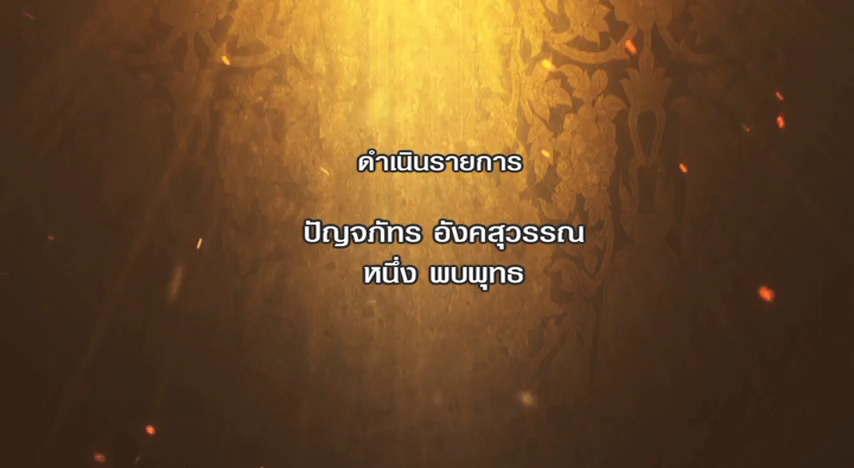 ดำเนินรายการ
ปัญจภัทร อังคสุวรรณ
หนึ่ง พบพุทธ